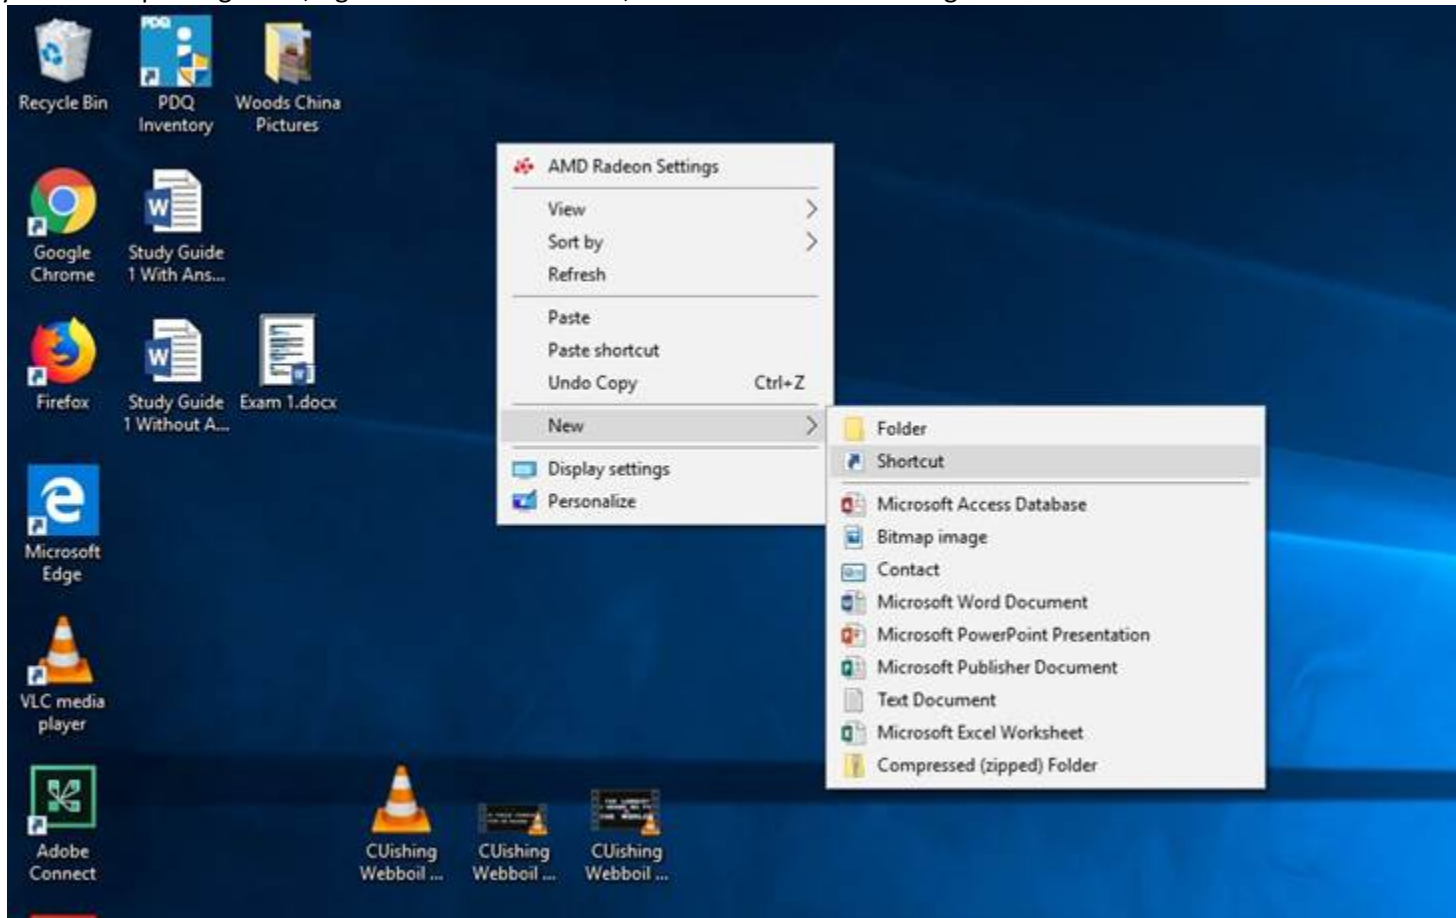 Recycle Bin
PDQ
Inventory
Woods China
Pictures
Google
Chrome
Study Guide
1 With Ans...
Firefox
Study Guide
1 Without A...
Exam 1.docx
Microsoft
Edge
VLC media
player
Adobe
Connect
CUishing
Webboil ...
CUishing
Webboil ...
CUishing
Webboil ...
AMD Radeon Settings
View
Sort by
Refresh
Paste
Paste shortcut
Undo Copy Ctrl+Z
New
Display settings
Personalize
Folder
Shortcut
Microsoft Access Database
Bitmap image
Contact
Microsoft Word Document
Microsoft PowerPoint Presentation
Microsoft Publisher Document
Text Document
Microsoft Excel Worksheet
Compressed (zipped) Folder